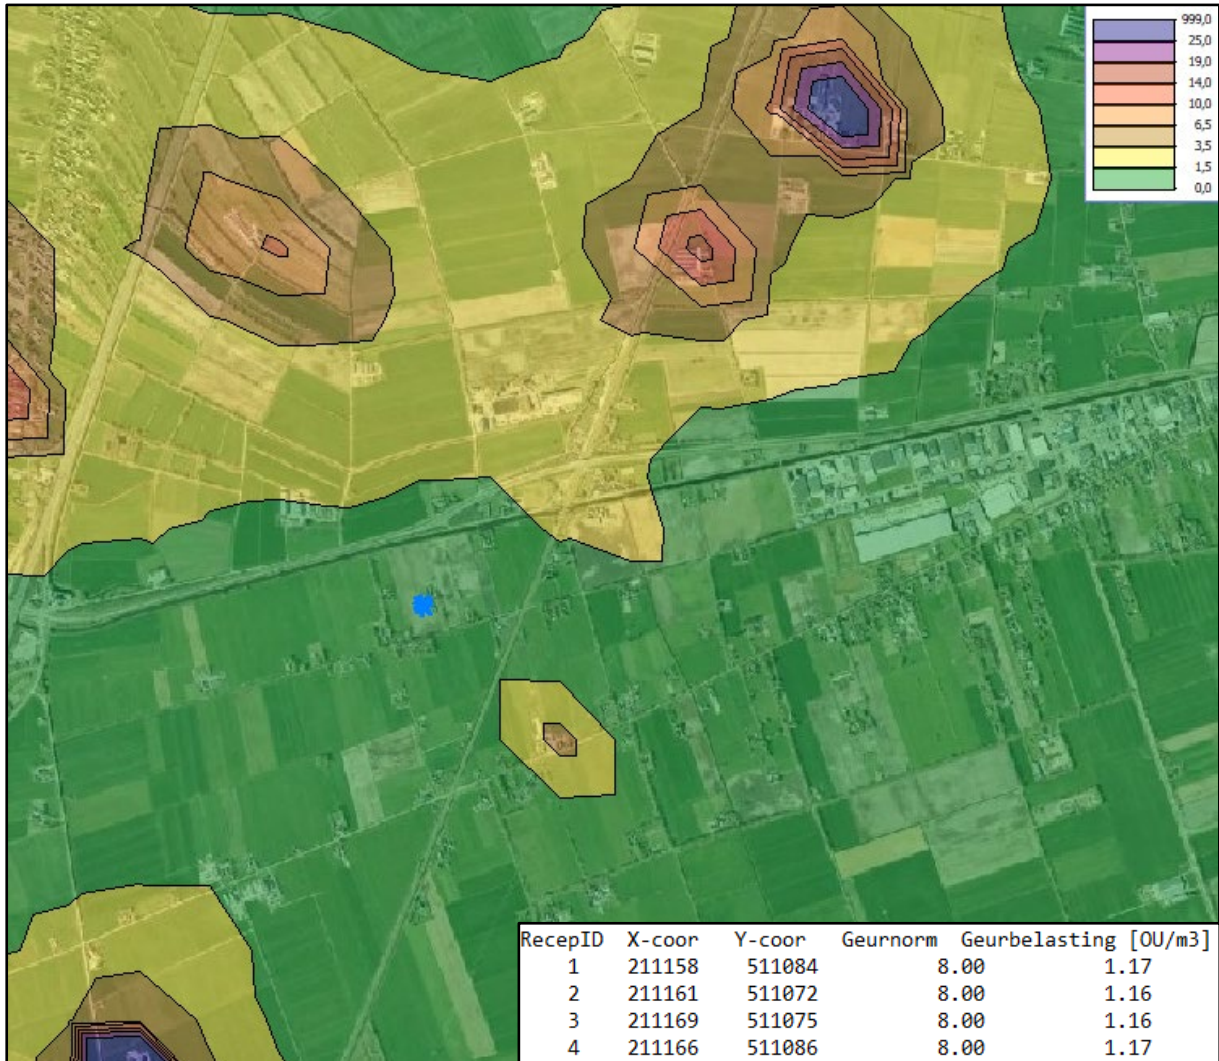 999,0
25,0
19,0
14,0
10,0
6,5
3,5
1,5
0,0
RecepID X-coor Y-coor Geurnorm Geurbelasting [OU/m3]
1 211158 511084 8.00 1.17
2 211161 511072 8.00 1.16
3 211169 511075 8.00 1.16
4 211166 511086 8.00 1.17